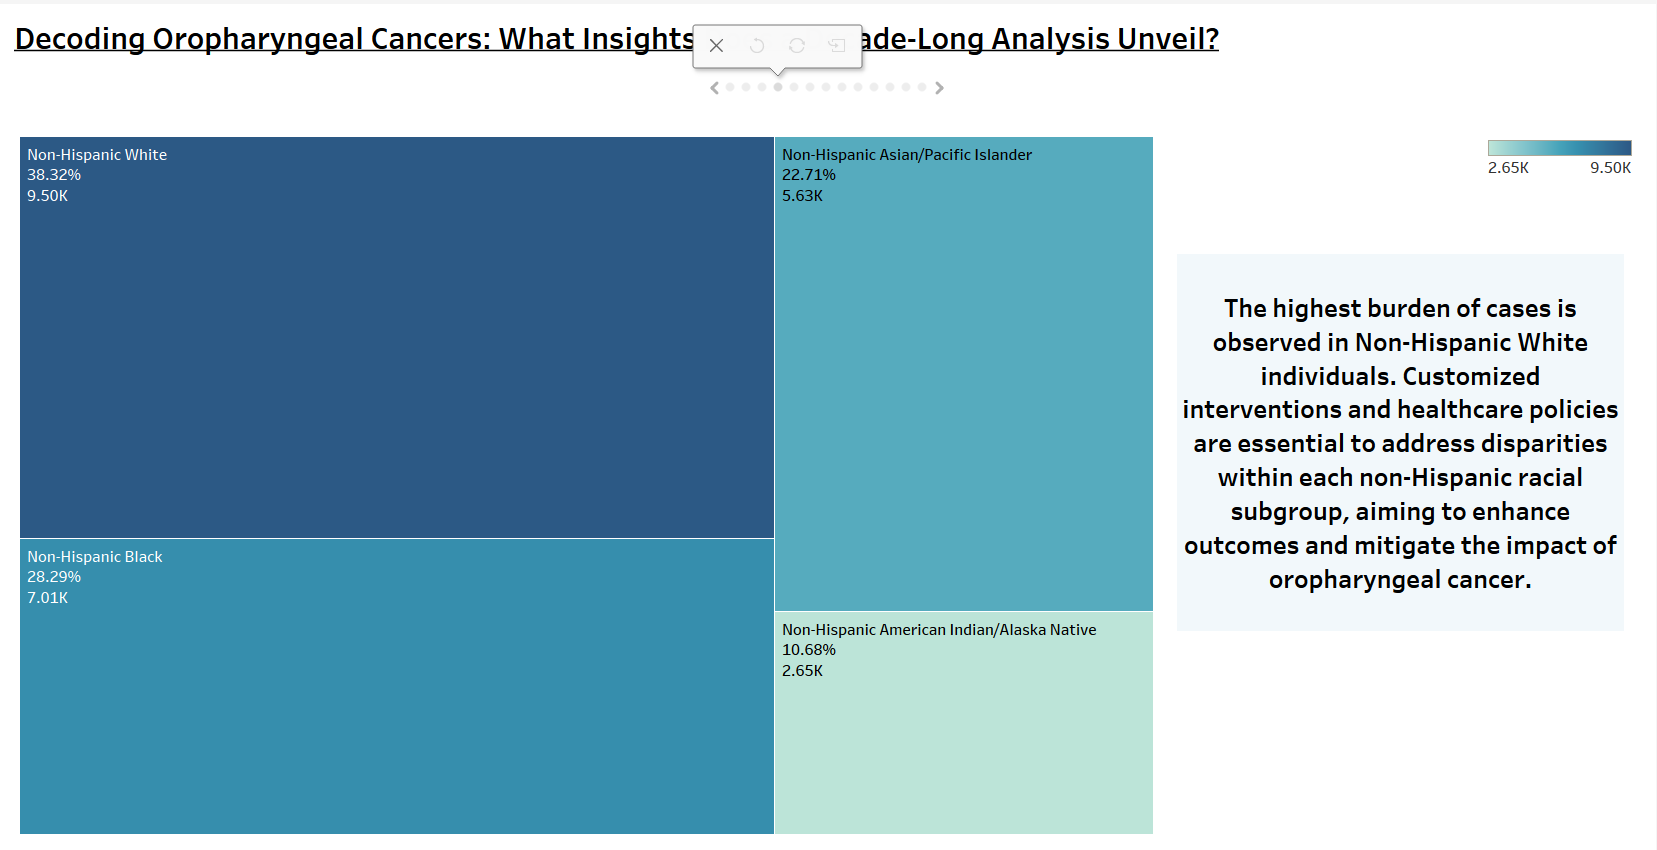 Decoding Oropharyngeal Cancers: What Insights ade-Long Analysis Unveil?
Non-Hispanic White
38.32%
9.50K
Non-Hispanic Asian/Pacific Islander
22.71%
5.63K
Non-Hispanic Black
28.29%
7.01K
Non-Hispanic American Indian/Alaska Native
10.68%
2.65K
2.65K 9.50K
The highest burden of cases is
observed in Non-Hispanic White
individuals. Customized
interventions and healthcare policies
are essential to address disparities
within each non-Hispanic racial
subgroup, aiming to enhance
outcomes and mitigate the impact of
oropharyngeal cancer.